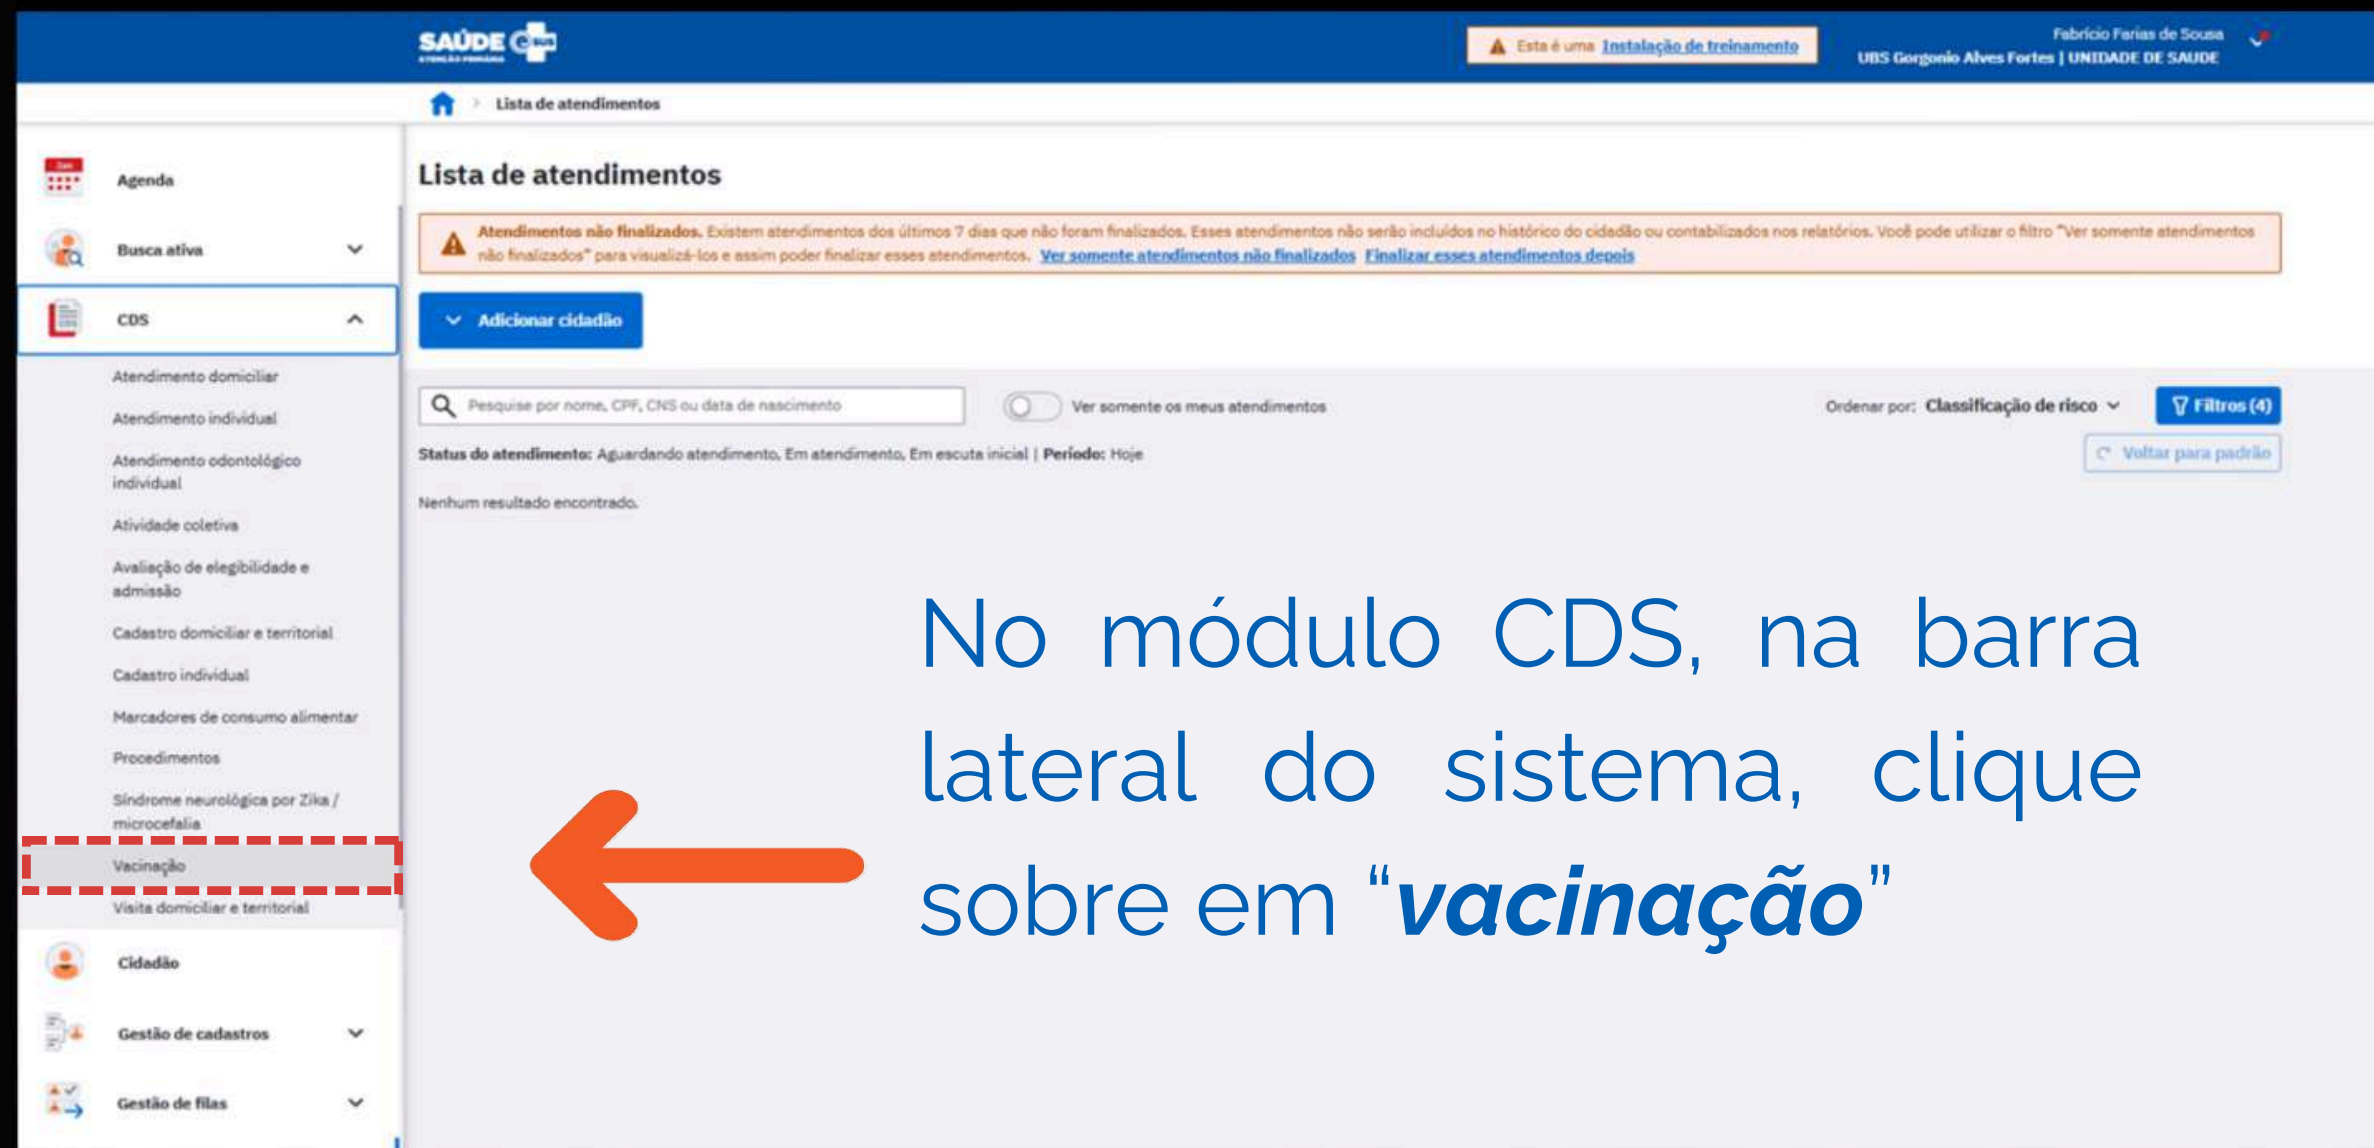 SAÚDE e SUS
ATENÇÃO PRIMÁRIA
Esta é uma Instalação de treinamento
Fabrício Farias de Sousa
UBS Gorgonio Alves Fortes | UNIDADE DE SAUDE
Lista de atendimentos
Agenda
Busca ativa
CDS
Atendimento domiciliar
Atendimento individual
Atendimento odontológico
individual
Atividade coletiva
Avaliação de elegibilidade e
admissão
Cadastro domiciliar e territorial
Cadastro individual
Marcadores de consumo alimentar
Procedimentos
Síndrome neurológica por Zika /
microcefalia
Vacinação
Visita domiciliar e territorial
Cidadão
Gestão de cadastros
Gestão de filas
Lista de atendimentos
Atendimentos não finalizados. Existem atendimentos dos últimos 7 dias que não foram finalizados. Esses atendimentos não serão incluídos no histórico do cidadão ou contabilizados nos relatórios. Você pode utilizar o filtro "Ver somente atendimentos
não finalizados" para visualizá-los e assim poder finalizar esses atendimentos. Ver somente atendimentos não finalizados Finalizar esses atendimentos depois
Adicionar cidadão
Pesquise por nome, CPF, CNS ou data de nascimento
Ver somente os meus atendimentos
Ordenar por: Classificação de risco
Filtros (4)
Status do atendimento: Aguardando atendimento, Em atendimento, Em escuta inicial | Período: Hoje
Voltar para padrão
Nenhum resultado encontrado.
No módulo CDS, na barra
lateral do sistema, clique
sobre em “vacinação”